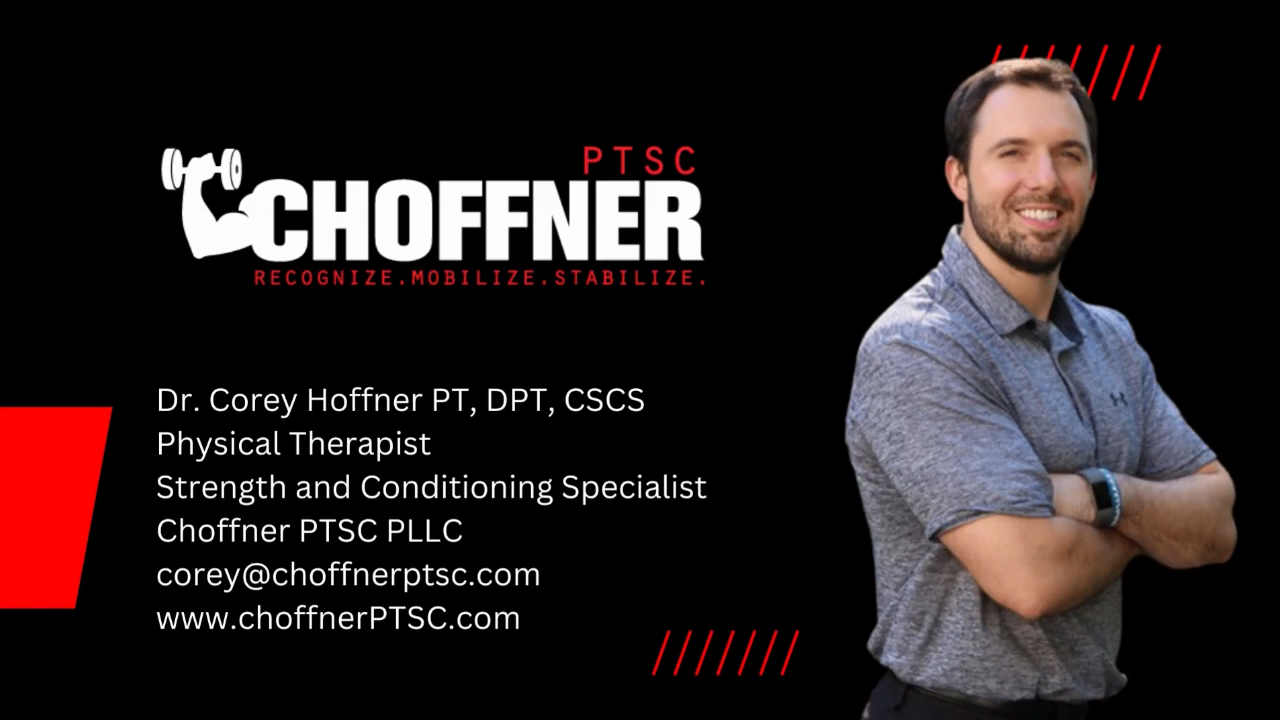 PTSC
CHOFFNER
RECOGNIZE.MOBILIZE.STABILIZE.
Dr. Corey Hoffner PT, DPT, CSCS
Physical Therapist
Strength and Conditioning Specialist
Choffner PTSC PLLC
corey@choffnerptsc.com
www.choffnerPTSC.com